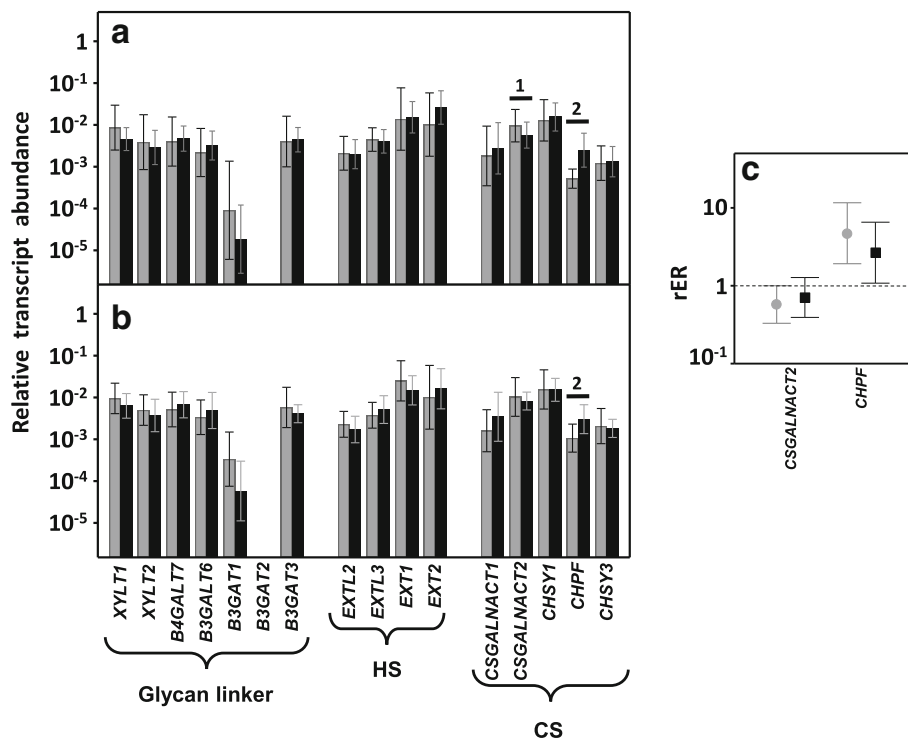 a
Relative transcript abundance
1
10-1
10-2
10-3
10-4
10-5
1
2
b
1
10-1
10-2
10-3
10-4
10-5
2
XYLT1
XYLT2
B4GALT7
B3GALT6
B3GAT1
B3GAT2
B3GAT3
EXTL2
EXTL3
EXT1
EXT2
CSGALNACT1
CSGALNACT2
CHSY1
CHPF
CHSY3
Glycan linker
HS
CS
c
rER
10
1
10-1
CSGALNACT2
CHPF